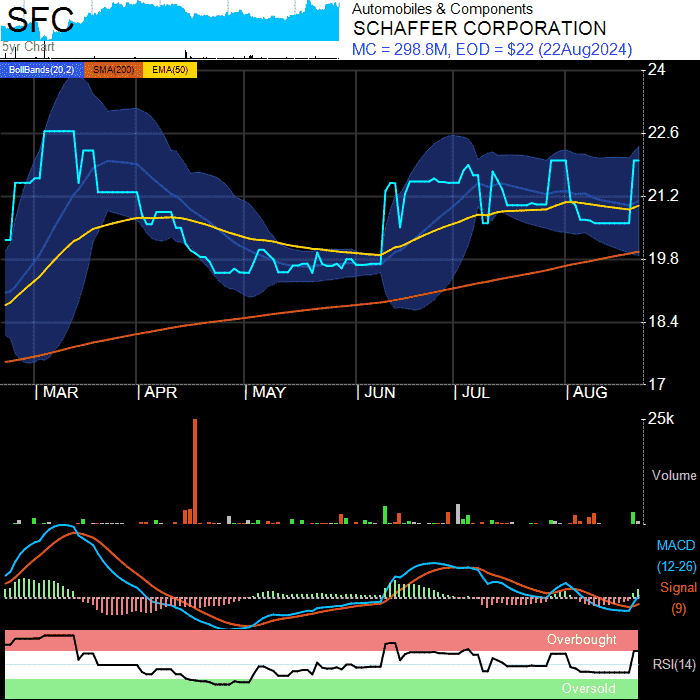 SFC
5yr Chart
Automobiles & Components
SCHAFFER CORPORATION
MC = 298.8M, EOD = $22 (22Aug2024)
BollBands(20,2) SMA(200) EMA(50)
24
22.6
21.2
19.8
18.4
17
| MAR | APR | MAY | JUN | JUL | AUG
25k
Volume
MACD
(12-26)
Signal
(9)
Overbought
RSI(14)
Oversold